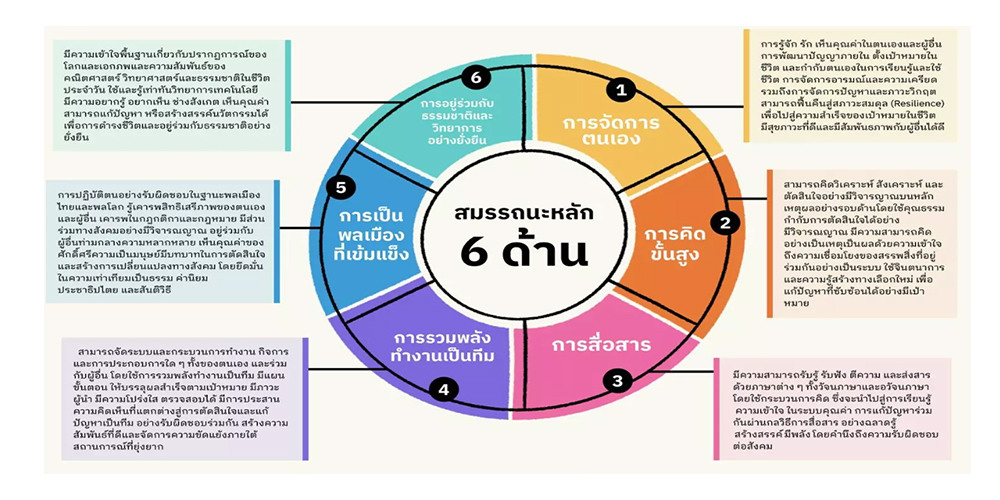 สมรรถนะหลัก
6 ด้าน
1
การจัดการ
ตนเอง
การรู้จัก รัก เห็นคุณค่าในตนเองและผู้อื่น
การพัฒนาปัญญาภายใน ตั้งเป้าหมายใน
ชีวิต และกำกับตนเองในการเรียนรู้และใช้
ชีวิต การจัดการอารมณ์และความเครียด
รวมถึงการจัดการปัญหาและภาวะวิกฤต
สามารถฟื้นคืนสู่สภาวะสมดุล (Resilience)
เพื่อไปสู่ความสำเร็จของเป้าหมายในชีวิต
มีสุขภาวะที่ดีและมีสัมพันธภาพกับผู้อื่นได้ดี
2
การคิด
ขั้นสูง
สามารถคิดวิเคราะห์ สังเคราะห์ และ
ตัดสินใจอย่างมีวิจารญาณบนหลัก
เหตุผลอย่างรอบด้านโดยใช้คุณธรรม
กำกับการตัดสินใจได้อย่าง
มีวิจารณญาณ มีความสามารถคิด
อย่างเป็นเหตุเป็นผลด้วยความเข้าใจ
ถึงความเชื่อมโยงของสรรพสิ่งที่อยู่
ร่วมกันอย่างเป็นระบบ ใช้จินตนาการ
และความรู้สร้างทางเลือกใหม่ เพื่อ
แก้ปัญหาที่ซับซ้อนได้อย่างมีเป้า
หมาย
3
การสื่อสาร
มีความสามารถรับรู้ รับฟัง ตีความ และส่งสาร
ด้วยภาษาต่าง ๆ ทั้งวัจนภาษาและอวัจนภาษา
โดยใช้กระบวนการคิด ซึ่งจะนำไปสู่การเรียนรู้
ความเข้าใจ ในระบบคุณค่า การแก้ปัญหาร่วม
กันผ่านกลวิธีการสื่อสาร อย่างฉลาดรู้
สร้างสรรค์ มีพลัง โดยคำนึงถึงความรับผิดชอบ
ต่อสังคม
4
การรวมพลัง
ทำงานเป็นทีม
สามารถจัดระบบและกระบวนการทำงาน กิจการ
และการประกอบการใด ๆ ทั้งของตนเอง และร่วม
กับผู้อื่น โดยใช้การรวมพลังทำงานเป็นทีม มีแผน
ขั้นตอน ให้บรรลุผลสำเร็จตามเป้าหมาย มีภาวะ
ผู้นำ มีความโปร่งใส ตรวจสอบได้ มีการประสาน
ความคิดเห็นที่แตกต่างสู่การตัดสินใจและแก้
ปัญหาเป็นทีม อย่างรับผิดชอบร่วมกัน สร้างความ
สัมพันธ์ที่ดีและจัดการความขัดแย้งภายใต้
สถานการณ์ที่ยุ่งยาก
5
การเป็น
พลเมือง
ที่เข้มแข็ง
การปฏิบัติตนอย่างรับผิดชอบในฐานะพลเมือง
ไทยและพลโลก รู้เคารพสิทธิเสรีภาพของตนเอง
และผู้อื่น เคารพในกฎกติกาและกฎหมาย มีส่วน
ร่วมทางสังคมอย่างมีวิจารณญาณ อยู่ร่วมกับ
ผู้อื่นท่ามกลางความหลากหลาย เห็นคุณค่าของ
ศักดิ์ศรีความเป็นมนุษย์มีบทบาทในการตัดสินใจ
และสร้างการเปลี่ยนแปลงทางสังคม โดยยึดมั่น
ในความเท่าเทียมเป็นธรรม ค่านิยม
ประชาธิปไตย และสันติวิธี
6
การอยู่ร่วมกับ
ธรรมชาติและ
วิทยาการ
อย่างยั่งยืน
มีความเข้าใจพื้นฐานเกี่ยวกับปรากฏการณ์ของ
โลกและเอกภพและความสัมพันธ์ของ
คณิตศาสตร์ วิทยาศาสตร์และธรรมชาติในชีวิต
ประจำวัน ใช้และรู้เท่าทันวิทยาการเทคโนโลยี
มีความอยากรู้ อยากเห็น ช่างสังเกต เห็นคุณค่า
สามารถแก้ปัญหา หรือสร้างสรรค์นวัตกรรมได้
เพื่อการดำรงชีวิตและอยู่ร่วมกับธรรมชาติอย่าง
ยั่งยืน